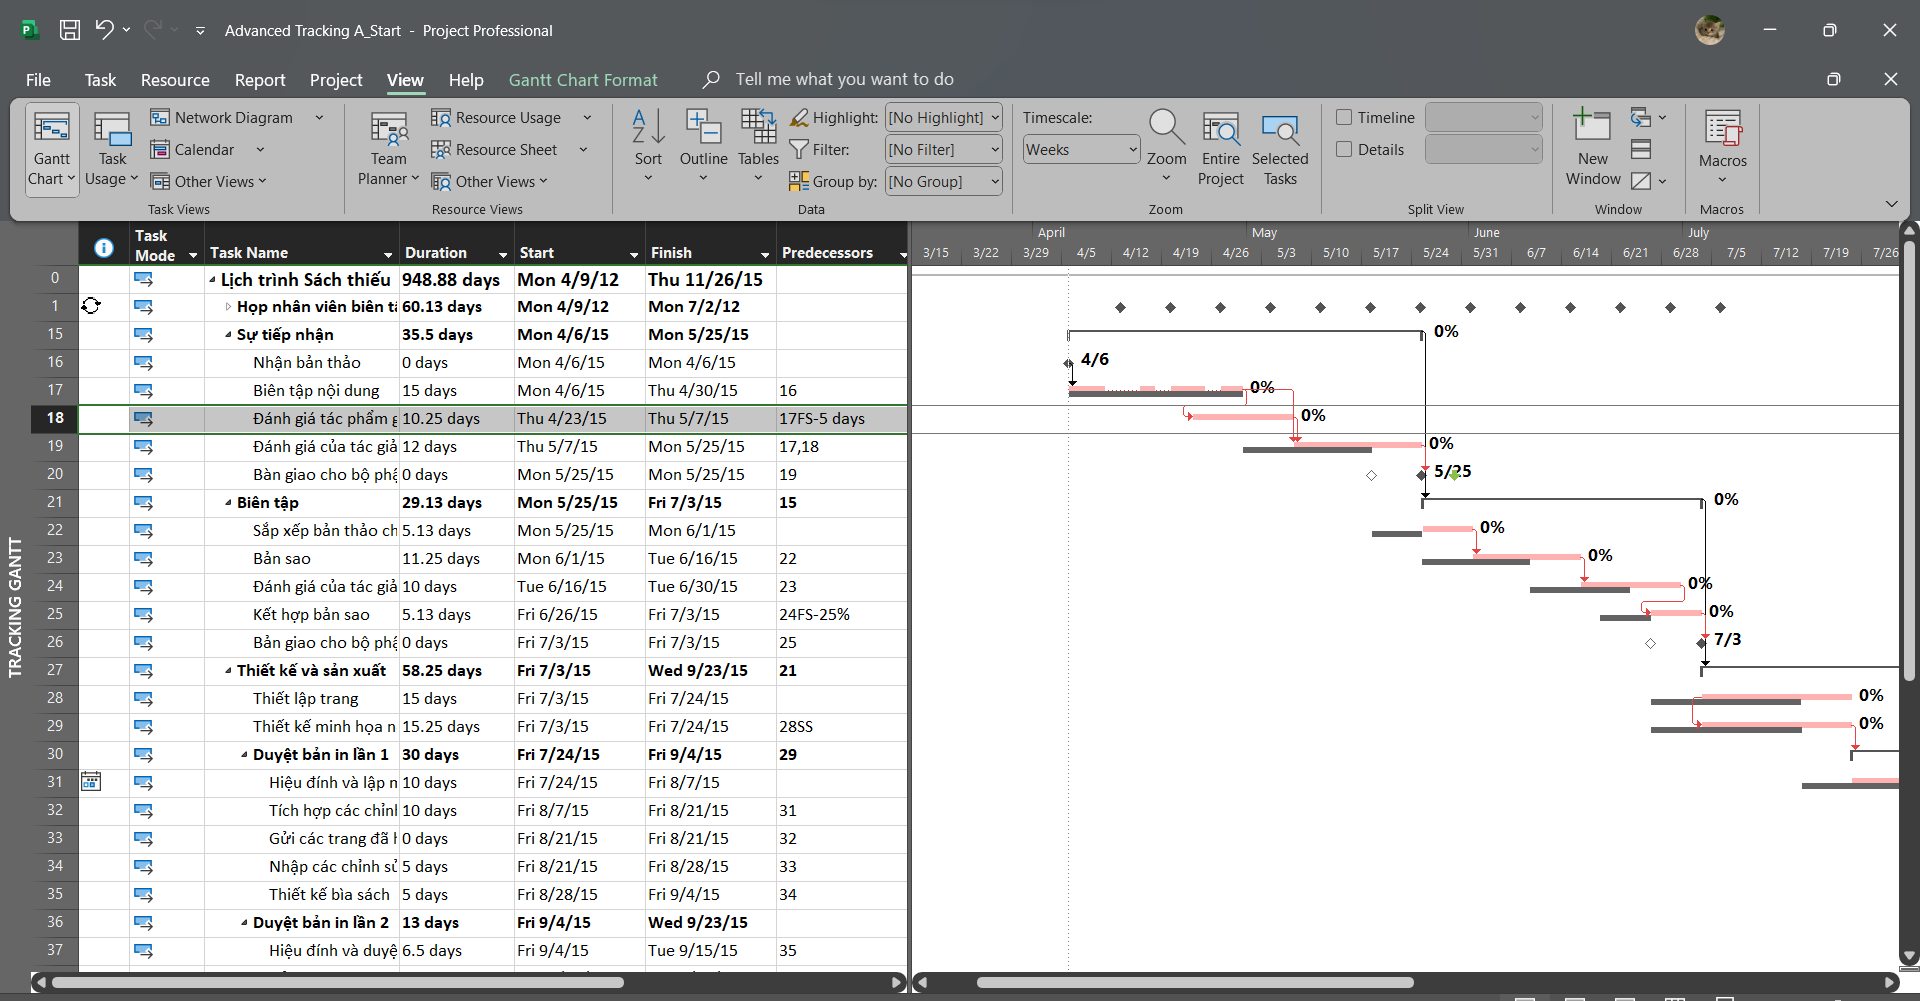 Advanced Tracking A_Start - Project Professional
File Task Resource Report Project View Help Gantt Chart Format Tell me what you want to do
Gantt Chart
Task Usage
Network Diagram
Calendar
Other Views
Task Views
Team Planner
Resource Usage
Resource Sheet
Other Views
Resource Views
Sort
Outline
Tables
Highlight: [No Highlight]
Filter: [No Filter]
Group by: [No Group]
Data
Timescale:
Weeks
Zoom
Entire Project
Selected Tasks
Zoom
Timeline
Details
Split View
New Window
Window
Macros
Macros
TRACKING GANTT
Task Mode Task Name Duration Start Finish Predecessors
April May June July
3/15 3/22 3/29 4/5 4/12 4/19 4/26 5/3 5/10 5/17 5/24 5/31 6/7 6/14 6/21 6/28 7/5 7/12 7/19 7/26
0 Lịch trình Sách thiếu 948.88 days Mon 4/9/12 Thu 11/26/15
1 Họp nhân viên biên 60.13 days Mon 4/9/12 Mon 7/2/12
15 Sự tiếp nhận 35.5 days Mon 4/6/15 Mon 5/25/15 0%
16 Nhận bản thảo 0 days Mon 4/6/15 Mon 4/6/15 4/6
17 Biên tập nội dung 15 days Mon 4/6/15 Thu 4/30/15 16 0%
18 Đánh giá tác phẩm g 10.25 days Thu 4/23/15 Thu 5/7/15 17FS-5 days 0%
19 Đánh giá của tác giả 12 days Thu 5/7/15 Mon 5/25/15 17,18 0%
20 Bàn giao cho bộ 0 days Mon 5/25/15 Mon 5/25/15 19 5/25
21 Biên tập 29.13 days Mon 5/25/15 Fri 7/3/15 15 0%
22 Sắp xếp bản thảo ch 5.13 days Mon 5/25/15 Mon 6/1/15 0%
23 Bản sao 11.25 days Mon 6/1/15 Tue 6/16/15 22 0%
24 Đánh giá của tác giả 10 days Tue 6/16/15 Tue 6/30/15 23 0%
25 Kết hợp bản sao 5.13 days Fri 6/26/15 Fri 7/3/15 24FS-25% 0%
26 Bản giao cho bộ 0 days Fri 7/3/15 Fri 7/3/15 25 7/3
27 Thiết kế và sản xuất 58.25 days Fri 7/3/15 Wed 9/23/15 21
28 Thiết lập trang 15 days Fri 7/3/15 Fri 7/24/15 0%
29 Thiết kế minh họa n 15.25 days Fri 7/3/15 Fri 7/24/15 28SS 0%
30 Duyệt bản in lần 1 30 days Fri 7/24/15 Fri 9/4/15 29
31 Hiệu đính và lập n 10 days Fri 7/24/15 Fri 8/7/15
32 Tích hợp các chỉnh 10 days Fri 8/7/15 Fri 8/21/15 31
33 Gửi các trang đã 0 days Fri 8/21/15 Fri 8/21/15 32
34 Nhập các chỉnh 5 days Fri 8/21/15 Fri 8/28/15 33
35 Thiết kế bìa sách 5 days Fri 8/28/15 Fri 9/4/15 34
36 Duyệt bản in lần 2 13 days Fri 9/4/15 Wed 9/23/15
37 Hiệu đính và 6.5 days Fri 9/4/15 Tue 9/15/15 35